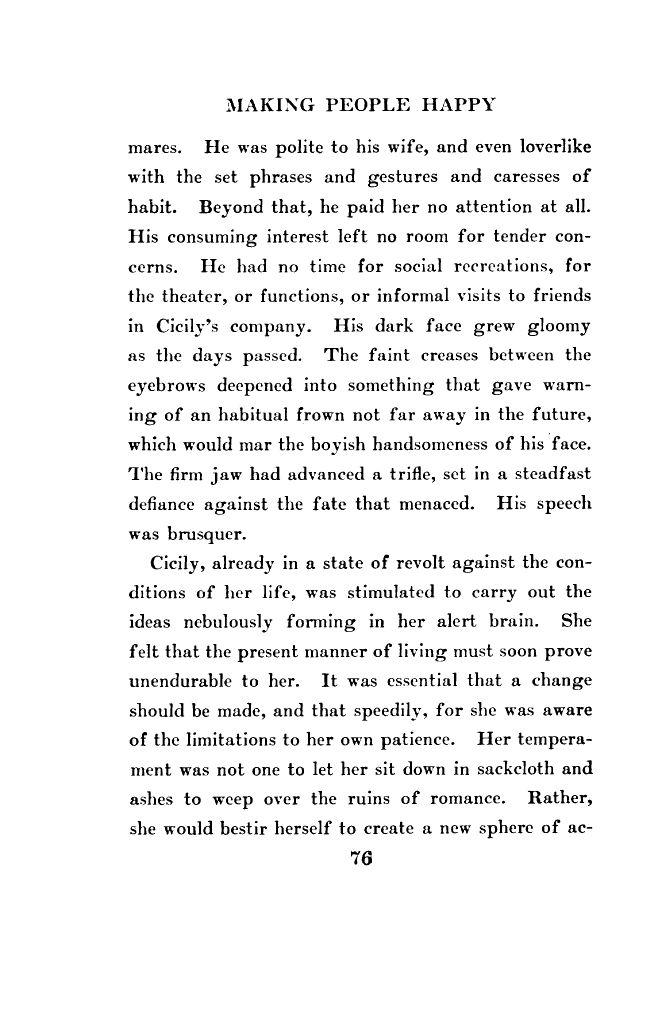 MAKING PEOPLE HAPPY
mares. He was polite to his wife, and even loverlike
with the set phrases and gestures and caresses of
habit. Beyond that, he paid her no attention at all.
His consuming interest left no room for tender con-
cerns. He had no time for social recreations, for
the theater, or functions, or informal visits to friends
in Cicily's company. His dark face grew gloomy
as the days passed. The faint creases between the
eyebrows deepened into something that gave warn-
ing of an habitual frown not far away in the future,
which would mar the boyish handsomeness of his face.
The firm jaw had advanced a trifle, set in a steadfast
defiance against the fate that menaced. His speech
was brusquer.
Cicily, already in a state of revolt against the con-
ditions of her life, was stimulated to carry out the
ideas nebulously forming in her alert brain. She
felt that the present manner of living must soon prove
unendurable to her. It was essential that a change
should be made, and that speedily, for she was aware
of the limitations to her own patience. Her tempera-
ment was not one to let her sit down in sackcloth and
ashes to weep over the ruins of romance. Rather,
she would bestir herself to create a new sphere of ac-
76